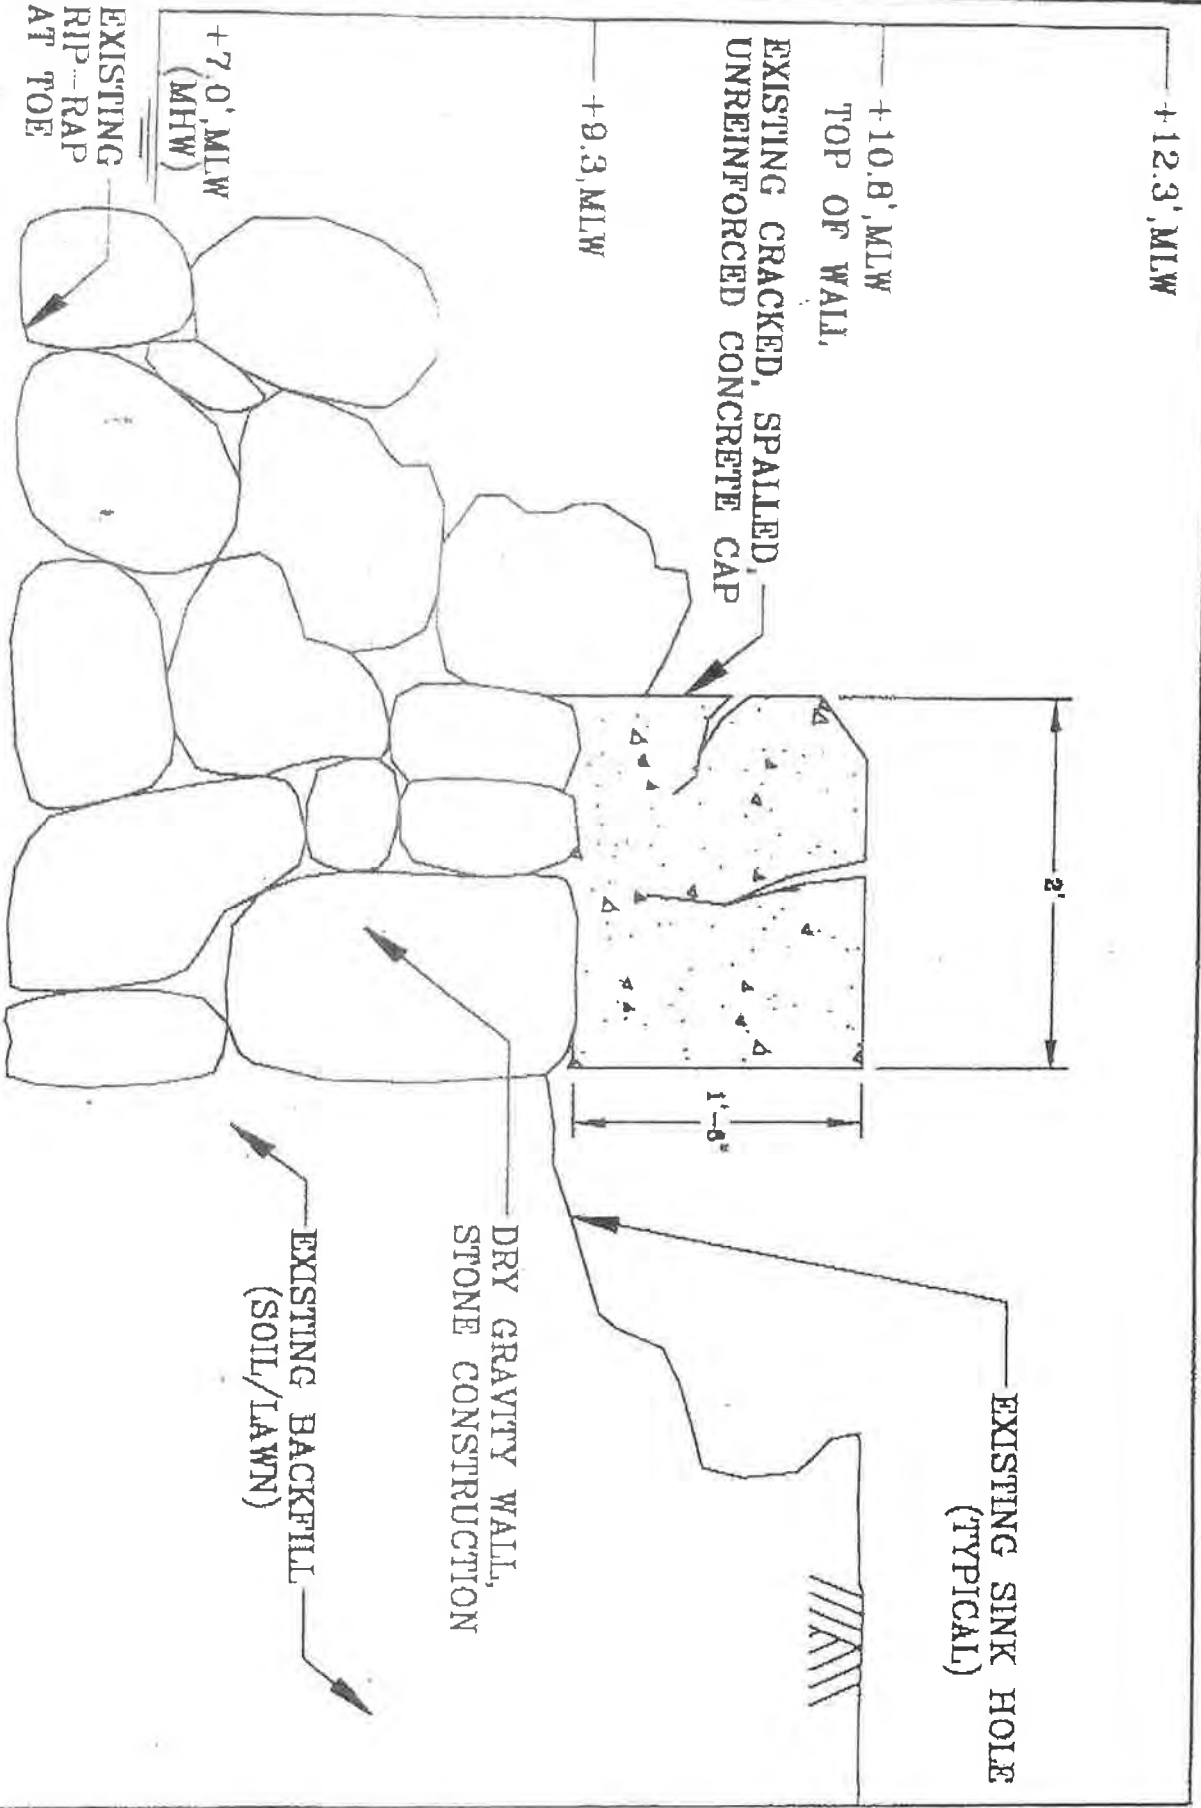 +12.3',MLW
+10.8',MLW
TOP OF WALL
EXISTING CRACKED, SPALLED,
UNREINFORCED CONCRETE CAP
+9.3,MLW
+7.0',MLW
(MHW)
EXISTING
RIP-RAP
AT TOE
2'
1'-8"
EXISTING SINK HOLE
(TYPICAL)
DRY GRAVITY WALL,
STONE CONSTRUCTION
EXISTING BACKFILL
(SOIL/LAWN)